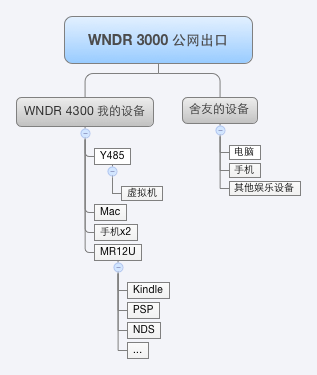 WNDR 3000 公网出口
WNDR 4300 我的设备
舍友的设备
Y485
虚拟机
Mac
手机x2
MR12U
Kindle
PSP
NDS
...
电脑
手机
其他娱乐设备